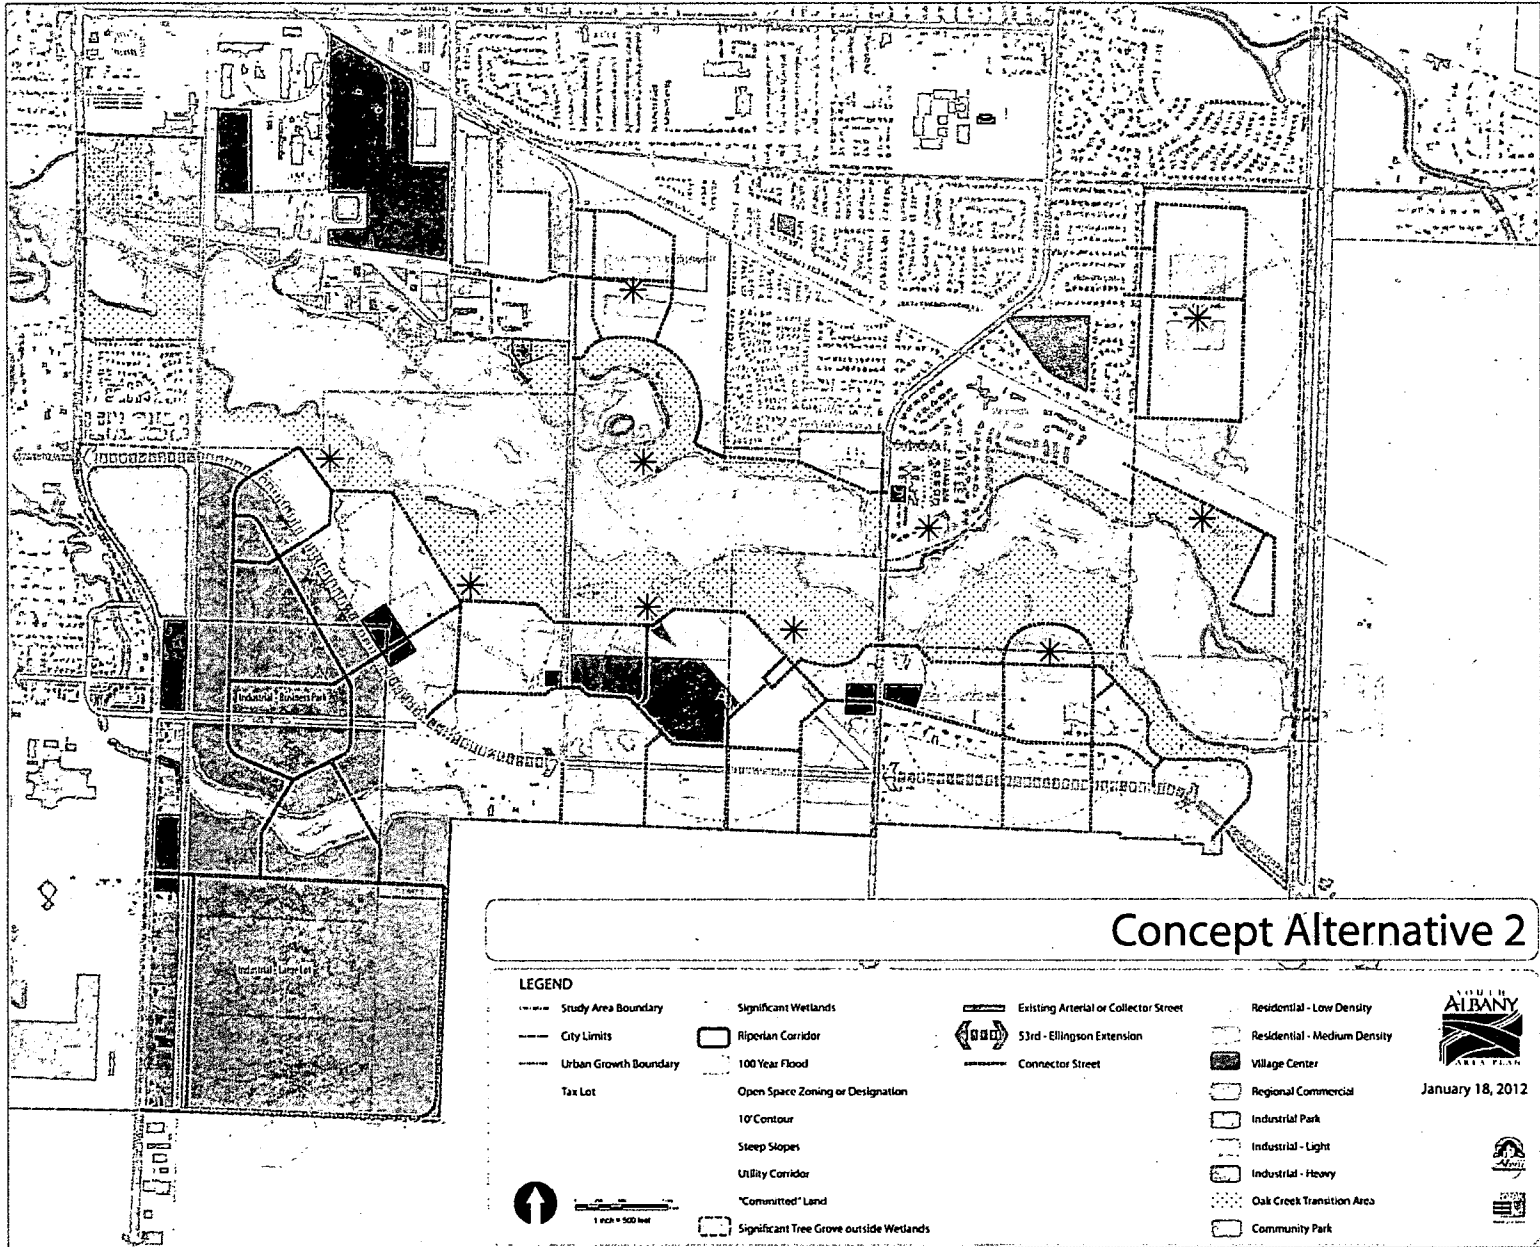 Industrial - Business Park
Industrial - Large Lot
Concept Alternative 2
LEGEND
Study Area Boundary
City Limits
Urban Growth Boundary
Tax Lot
1 inch = 500 feet
Significant Wetlands
Riperian Corridor
100 Year Flood
Open Space Zoning or Designation
10' Contour
Steep Slopes
Utility Corridor
"Committed" Land
Significant Tree Grove outside Wetlands
Existing Arterial or Collector Street
53rd - Ellingson Extension
Connector Street
Residential - Low Density
Residential - Medium Density
Village Center
Regional Commercial
Industrial Park
Industrial - Light
Industrial - Heavy
Oak Creek Transition Area
Community Park
ALBANY
AREA PLAN
January 18, 2012